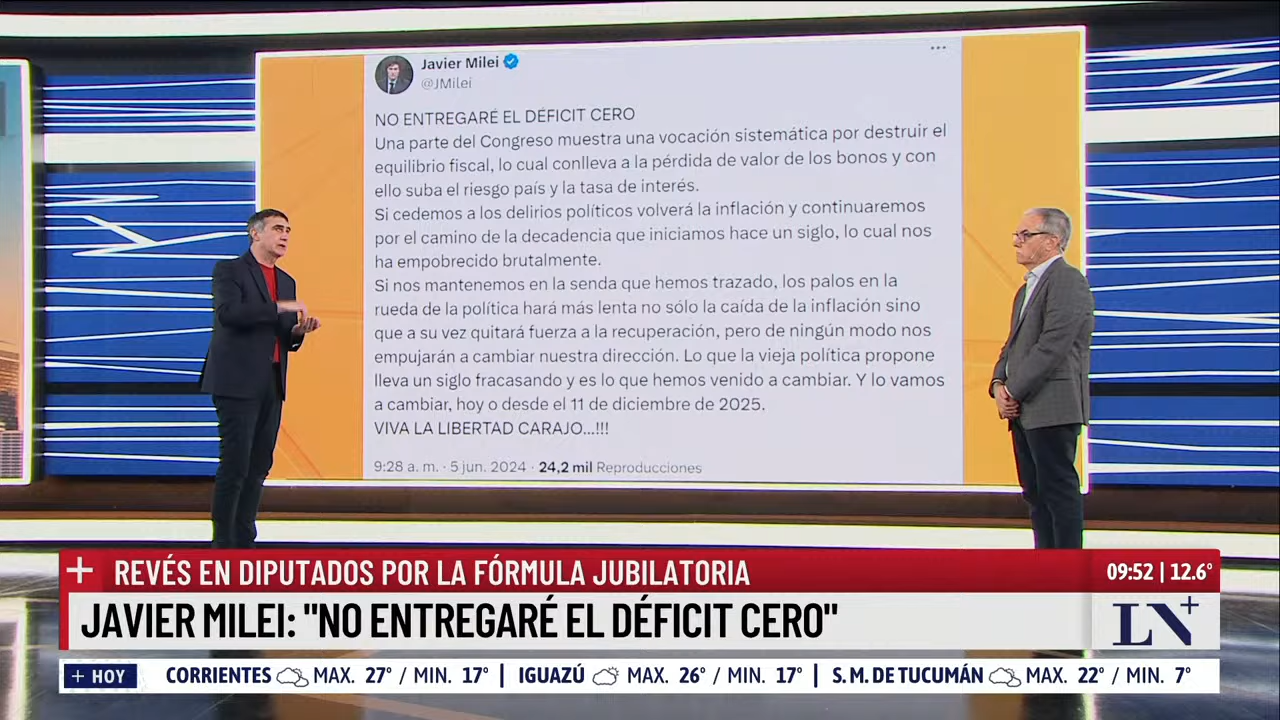 Javier Milei
@JMilei
NO ENTREGARÉ EL DÉFICIT CERO
Una parte del Congreso muestra una vocación sistemática por destruir el
equilibrio fiscal, lo cual conlleva a la pérdida de valor de los bonos y con
ello suba el riesgo país y la tasa de interés.
Si cedemos a los delirios políticos volverá la inflación y continuaremos
por el camino de la decadencia que iniciamos hace un siglo, lo cual nos
ha empobrecido brutalmente.
Si nos mantenemos en la senda que hemos trazado, los palos en la
rueda de la política hará más lenta no sólo la caída de la inflación sino
que a su vez quitará fuerza a la recuperación, pero de ningún modo nos
empujarán a cambiar nuestra dirección. Lo que la vieja política propone
lleva un siglo fracasando y es lo que hemos venido a cambiar. Y lo vamos
a cambiar, hoy o desde el 11 de diciembre de 2025.
VIVA LA LIBERTAD CARAJO...!!!
9:28 a. m. · 5 jun. 2024 · 24,2 mil Reproducciones
+ REVÉS EN DIPUTADOS POR LA FÓRMULA JUBILATORIA
09:52 | 12.6°
JAVIER MILEI: "NO ENTREGARÉ EL DÉFICIT CERO"
LN+
+ HOY CORRIENTES MAX. 27° / MIN. 17° | IGUAZÚ MAX. 26° / MIN. 17° | S. M. DE TUCUMÁN MAX. 22° / MIN. 7°